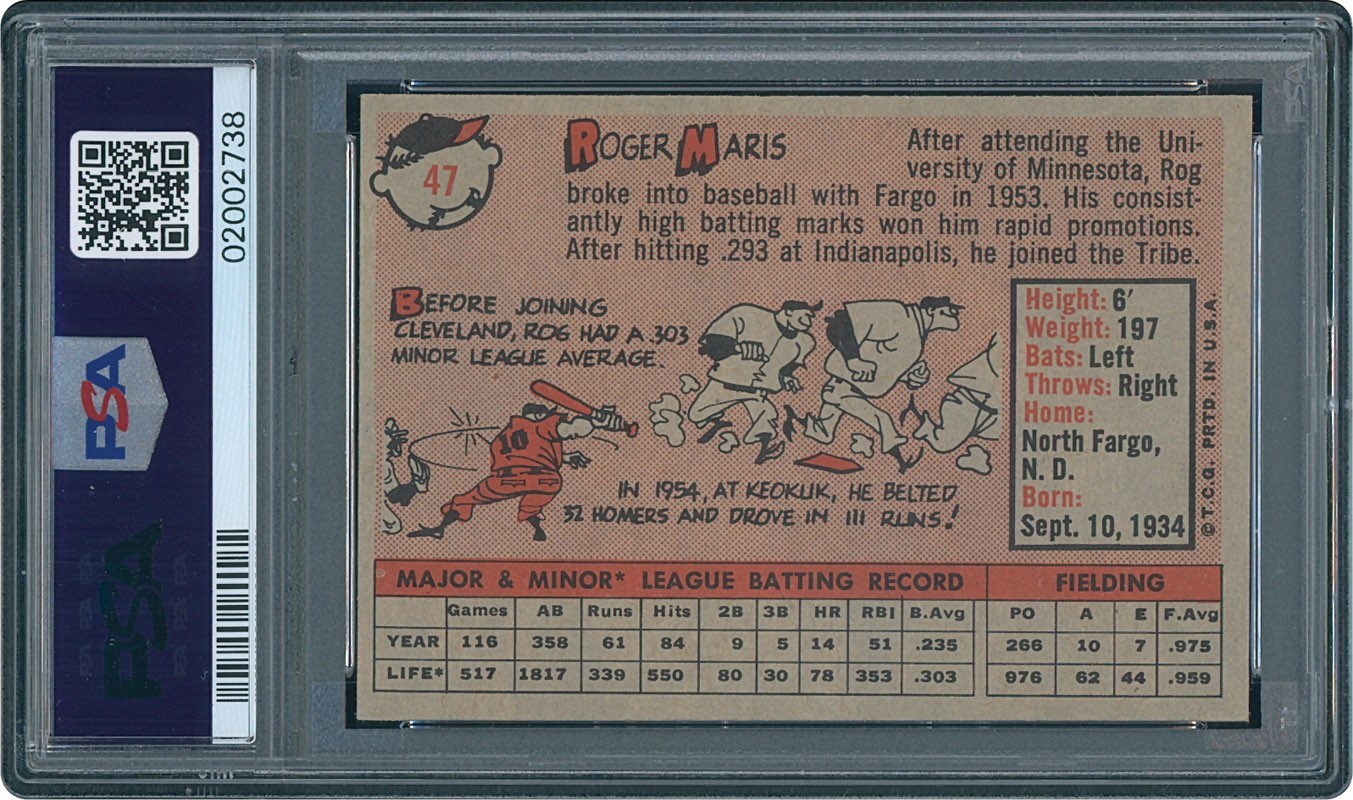 0200002738
PSA
PSA
47
ROGER MARIS
After attending the Uni-
versity of Minnesota, Rog
broke into baseball with Fargo in 1953. His consist-
antly high batting marks won him rapid promotions.
After hitting .293 at Indianapolis, he joined the Tribe.
BEFORE JOINING
CLEVELAND, ROG HAD A .303
MINOR LEAGUE AVERAGE.
10
IN 1954, AT KEOKUK, HE BELTED
32 HOMERS AND DROVE IN 111 RUNS!
Height: 6'
Weight: 197
Bats: Left
Throws: Right
Home:
North Fargo,
N. D.
Born:
Sept. 10, 1934
© T.C.G. PRTD. IN U.S.A.
MAJOR & MINOR* LEAGUE BATTING RECORD FIELDING
Games AB Runs Hits 2B 3B HR RBI B.Avg PO A E F.Avg
YEAR 116 358 61 84 9 5 14 51 .235 266 10 7 .975
LIFE* 517 1817 339 550 80 30 78 353 .303 976 62 44 .959